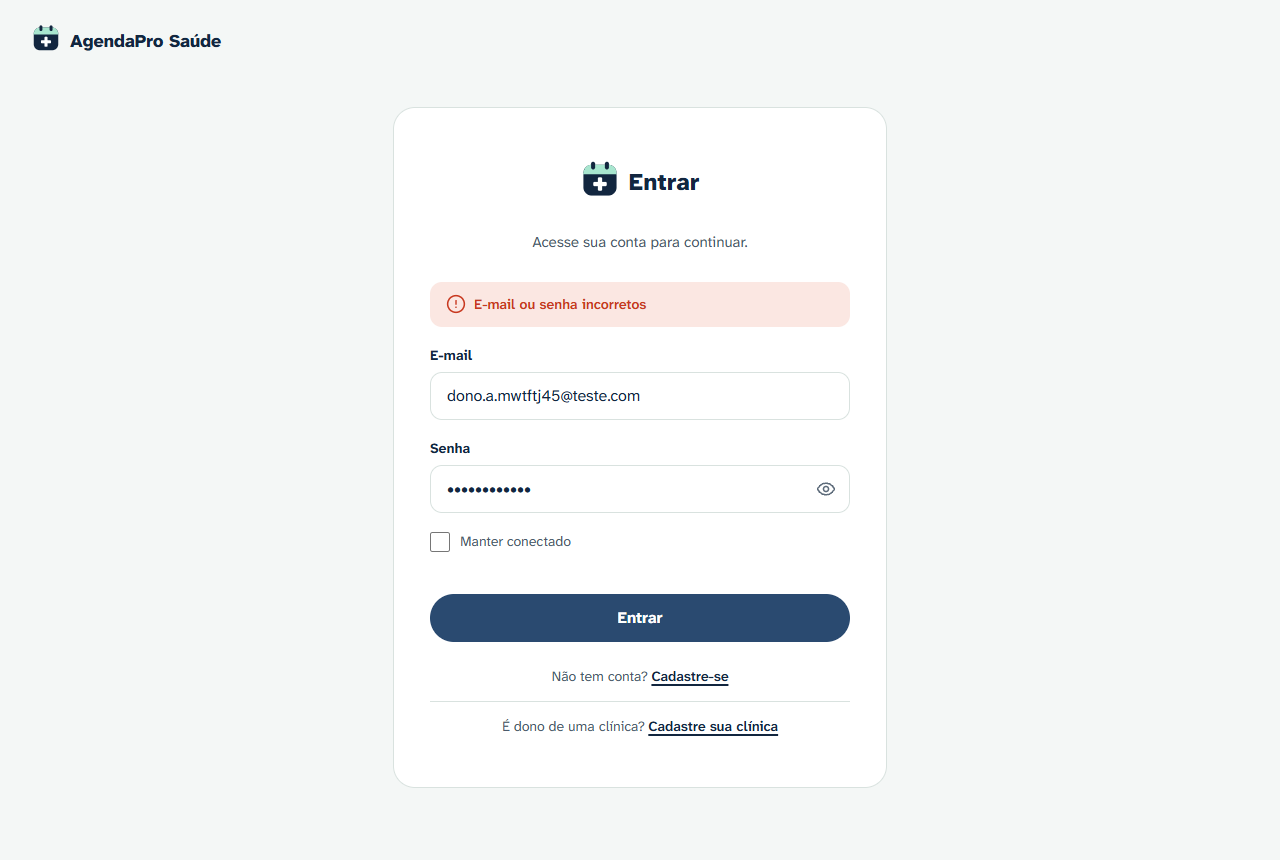 AgendaPro Saúde
Entrar
Acesse sua conta para continuar.
E-mail ou senha incorretos
E-mail
dono.a.mwtftj45@teste.com
Senha
••••••••••••
Manter conectado
Entrar
Não tem conta? Cadastre-se
É dono de uma clínica? Cadastre sua clínica